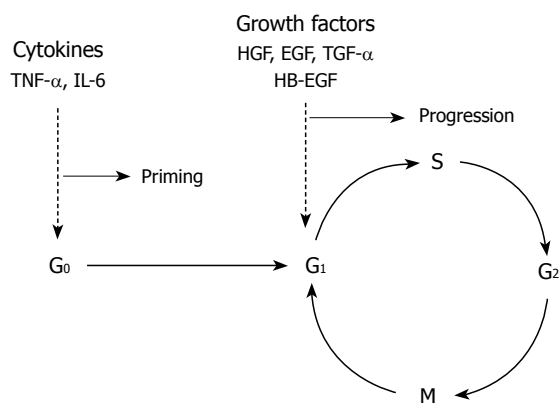 Cytokines
TNF-α, IL-6
Growth factors
HGF, EGF, TGF-α
HB-EGF
Progression
Priming
S
G₀
G₁
G₂
M